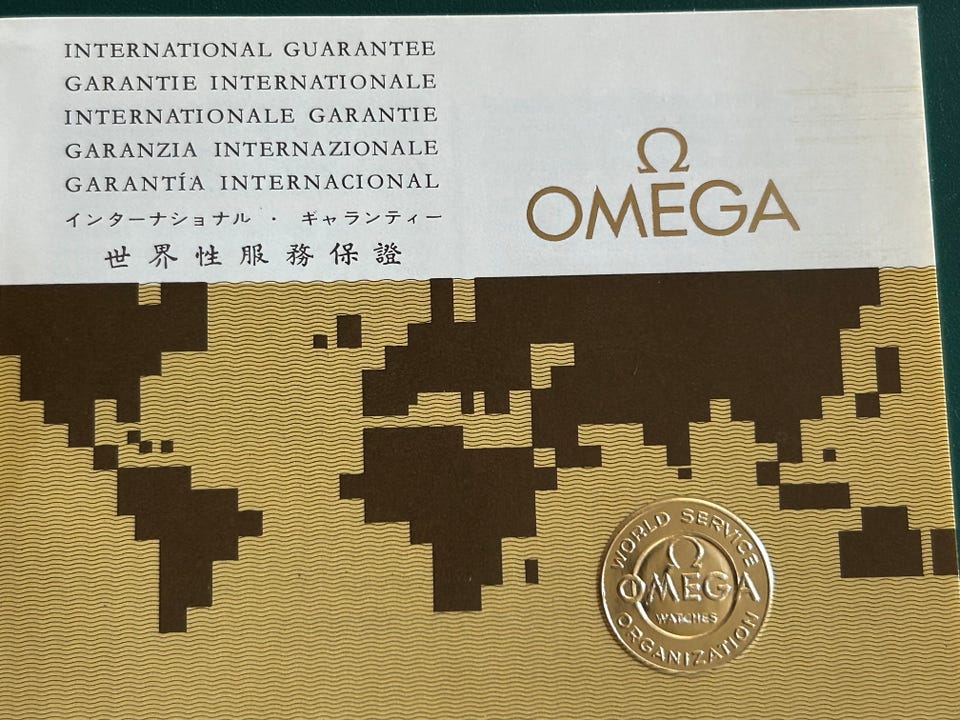 INTERNATIONAL GUARANTEE
GARANTIE INTERNATIONALE
INTERNATIONALE GARANTIE
GARANZIA INTERNAZIONALE
GARANTÍA INTERNACIONAL
インターナショナル · ギャランティー
世界性服務保證
Ω
OMEGA
WORLD SERVICE
Ω
OMEGA
WATCHES
ORGANIZATION